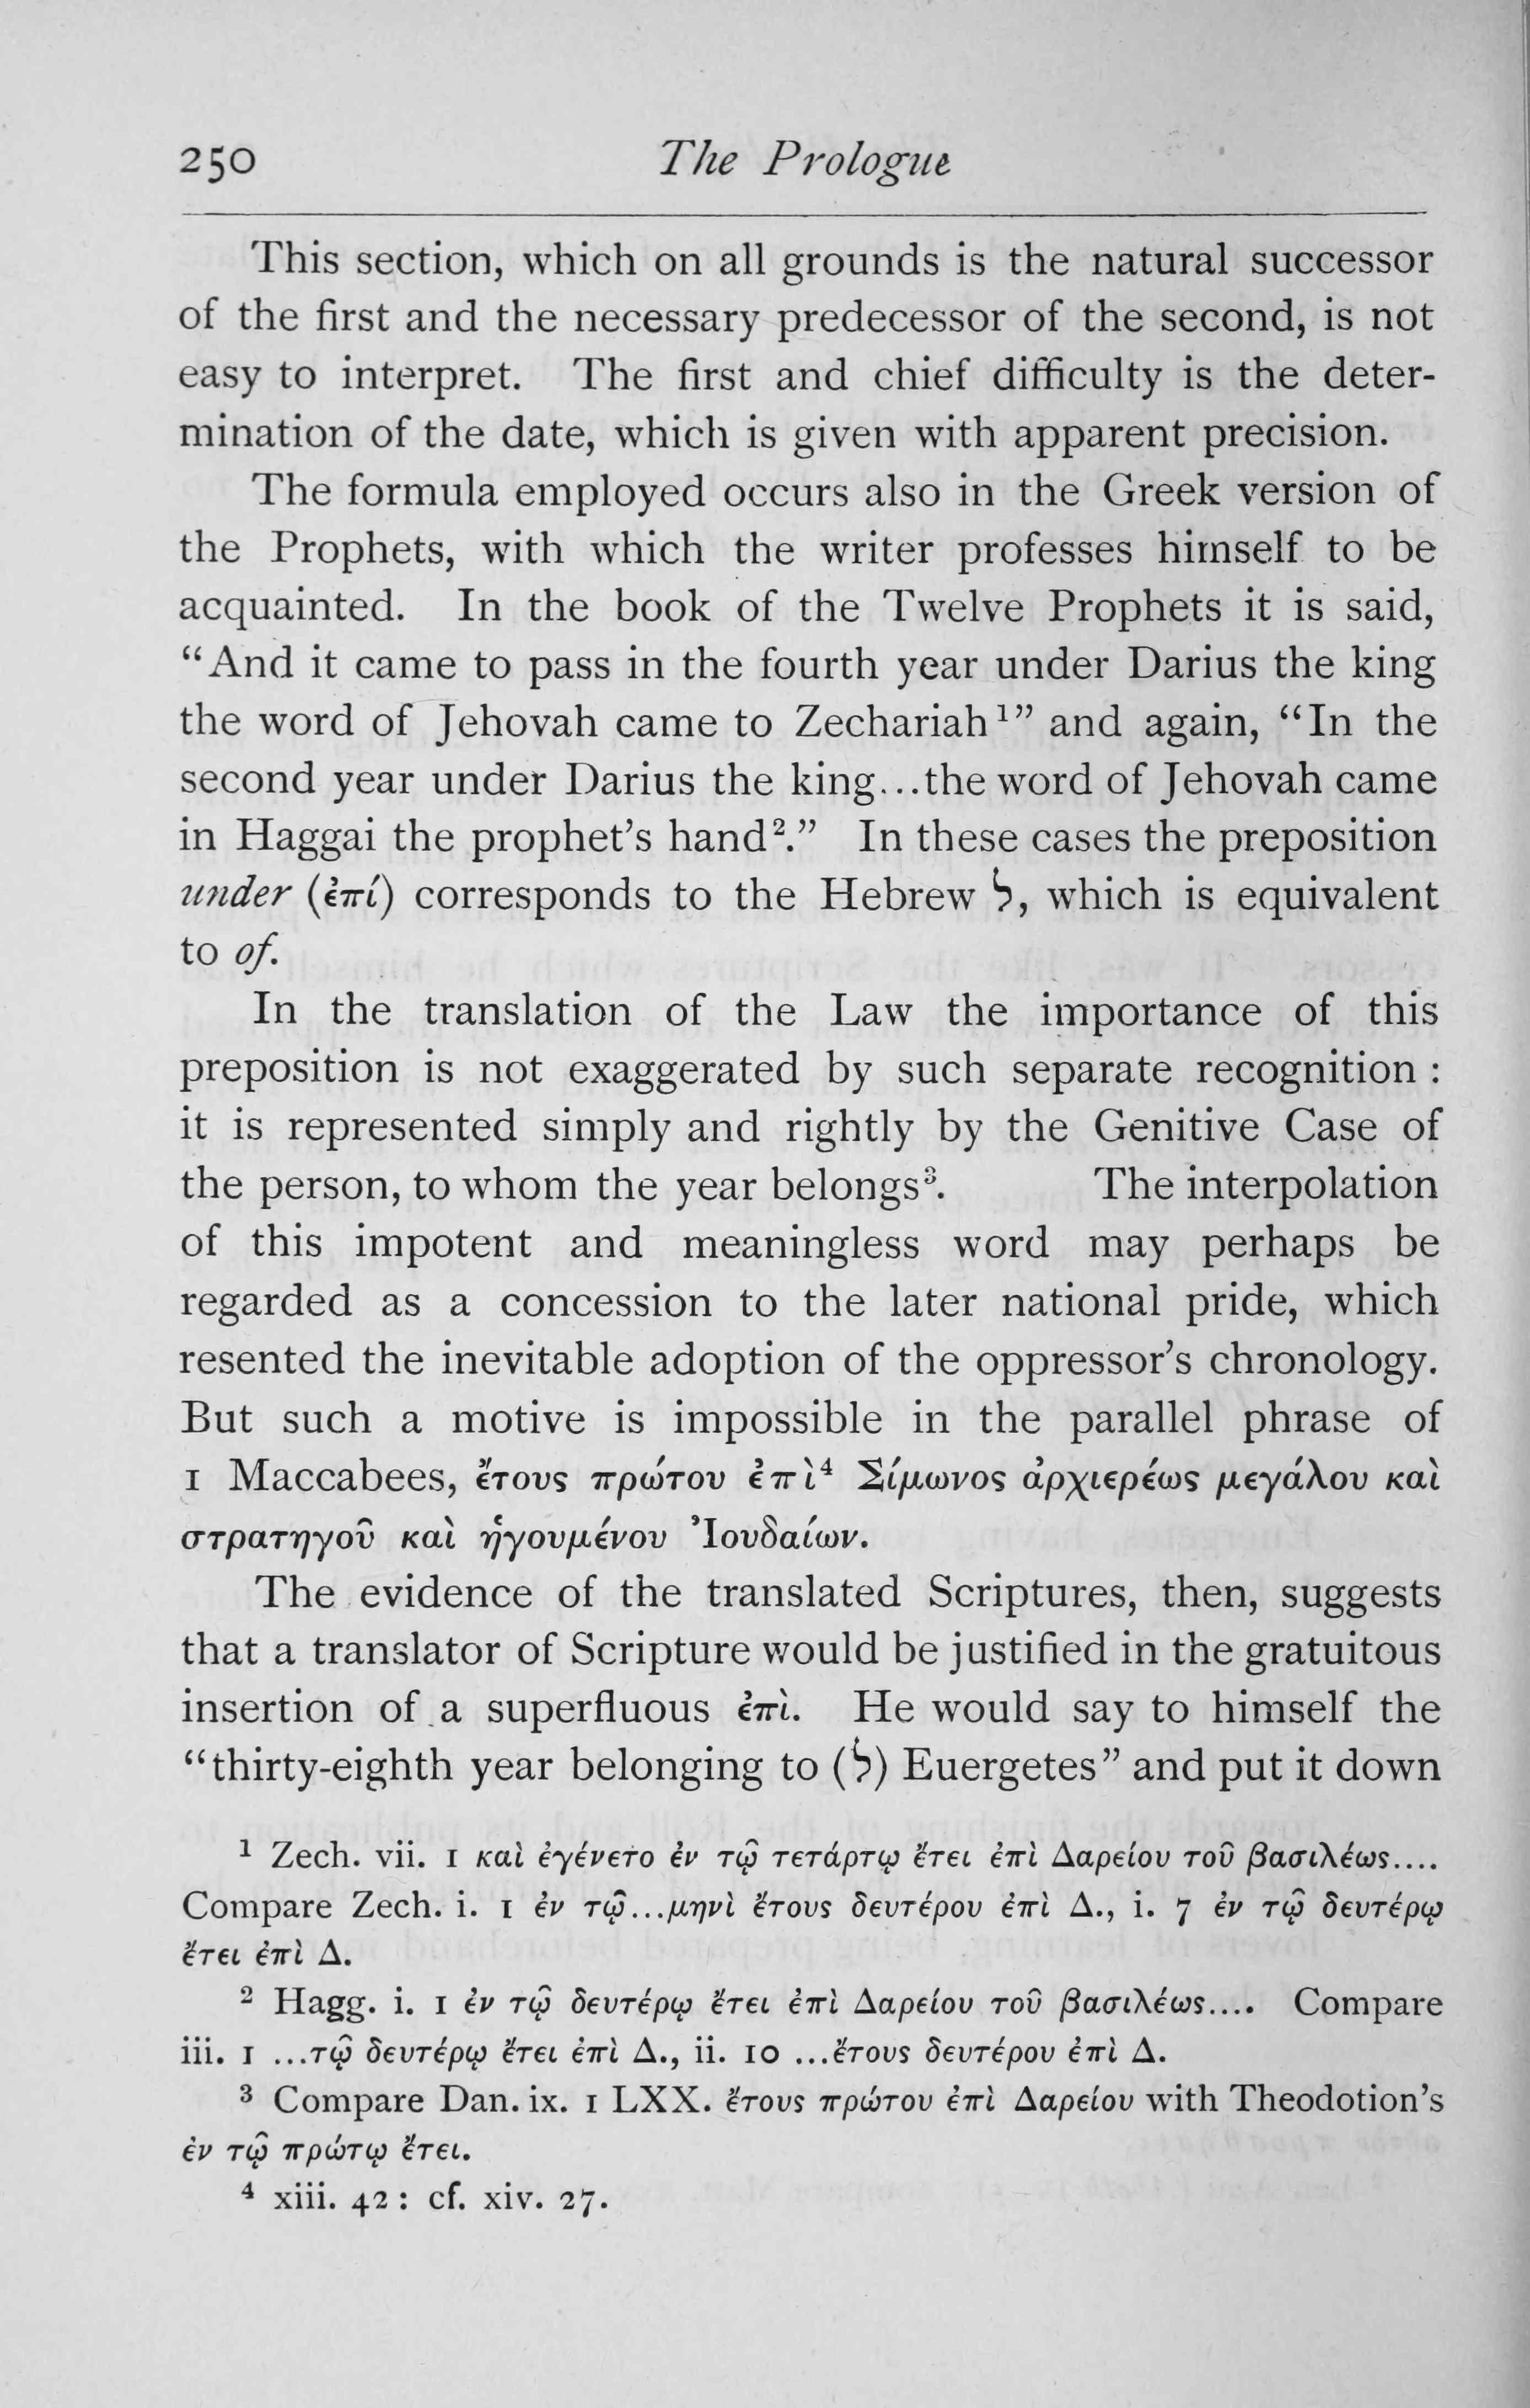 250 The Prologue
This section, which on all grounds is the natural successor
of the first and the necessary predecessor of the second, is not
easy to interpret. The first and chief difficulty is the deter-
mination of the date, which is given with apparent precision.
The formula employed occurs also in the Greek version of
the Prophets, with which the writer professes himself to be
acquainted. In the book of the Twelve Prophets it is said,
“And it came to pass in the fourth year under Darius the king
the word of Jehovah came to Zechariah¹” and again, “In the
second year under Darius the king...the word of Jehovah came
in Haggai the prophet’s hand².” In these cases the preposition
under (ἐπί) corresponds to the Hebrew ל, which is equivalent
to of.
In the translation of the Law the importance of this
preposition is not exaggerated by such separate recognition :
it is represented simply and rightly by the Genitive Case of
the person, to whom the year belongs³. The interpolation
of this impotent and meaningless word may perhaps be
regarded as a concession to the later national pride, which
resented the inevitable adoption of the oppressor’s chronology.
But such a motive is impossible in the parallel phrase of
1 Maccabees, ἔτους πρώτου ἐπὶ⁴ Σίμωνος ἀρχιερέως μεγάλου καὶ
στρατηγοῦ καὶ ἡγουμένου Ἰουδαίων.
The evidence of the translated Scriptures, then, suggests
that a translator of Scripture would be justified in the gratuitous
insertion of a superfluous ἐπὶ. He would say to himself the
“thirty-eighth year belonging to (ל) Euergetes” and put it down
¹ Zech. vii. 1 καὶ ἐγένετο ἐν τῷ τετάρτῳ ἔτει ἐπὶ Δαρείου τοῦ βασιλέως....
Compare Zech. i. 1 ἐν τῷ...μηνὶ ἔτους δευτέρου ἐπὶ Δ., i. 7 ἐν τῷ δευτέρῳ
ἔτει ἐπὶ Δ.
² Hagg. i. 1 ἐν τῷ δευτέρῳ ἔτει ἐπὶ Δαρείου τοῦ βασιλέως.... Compare
iii. 1 ...τῷ δευτέρῳ ἔτει ἐπὶ Δ., ii. 10 ...ἔτους δευτέρου ἐπὶ Δ.
³ Compare Dan. ix. 1 LXX. ἔτους πρώτου ἐπὶ Δαρείου with Theodotion’s
ἐν τῷ πρώτῳ ἔτει.
⁴ xiii. 42 : cf. xiv. 27.